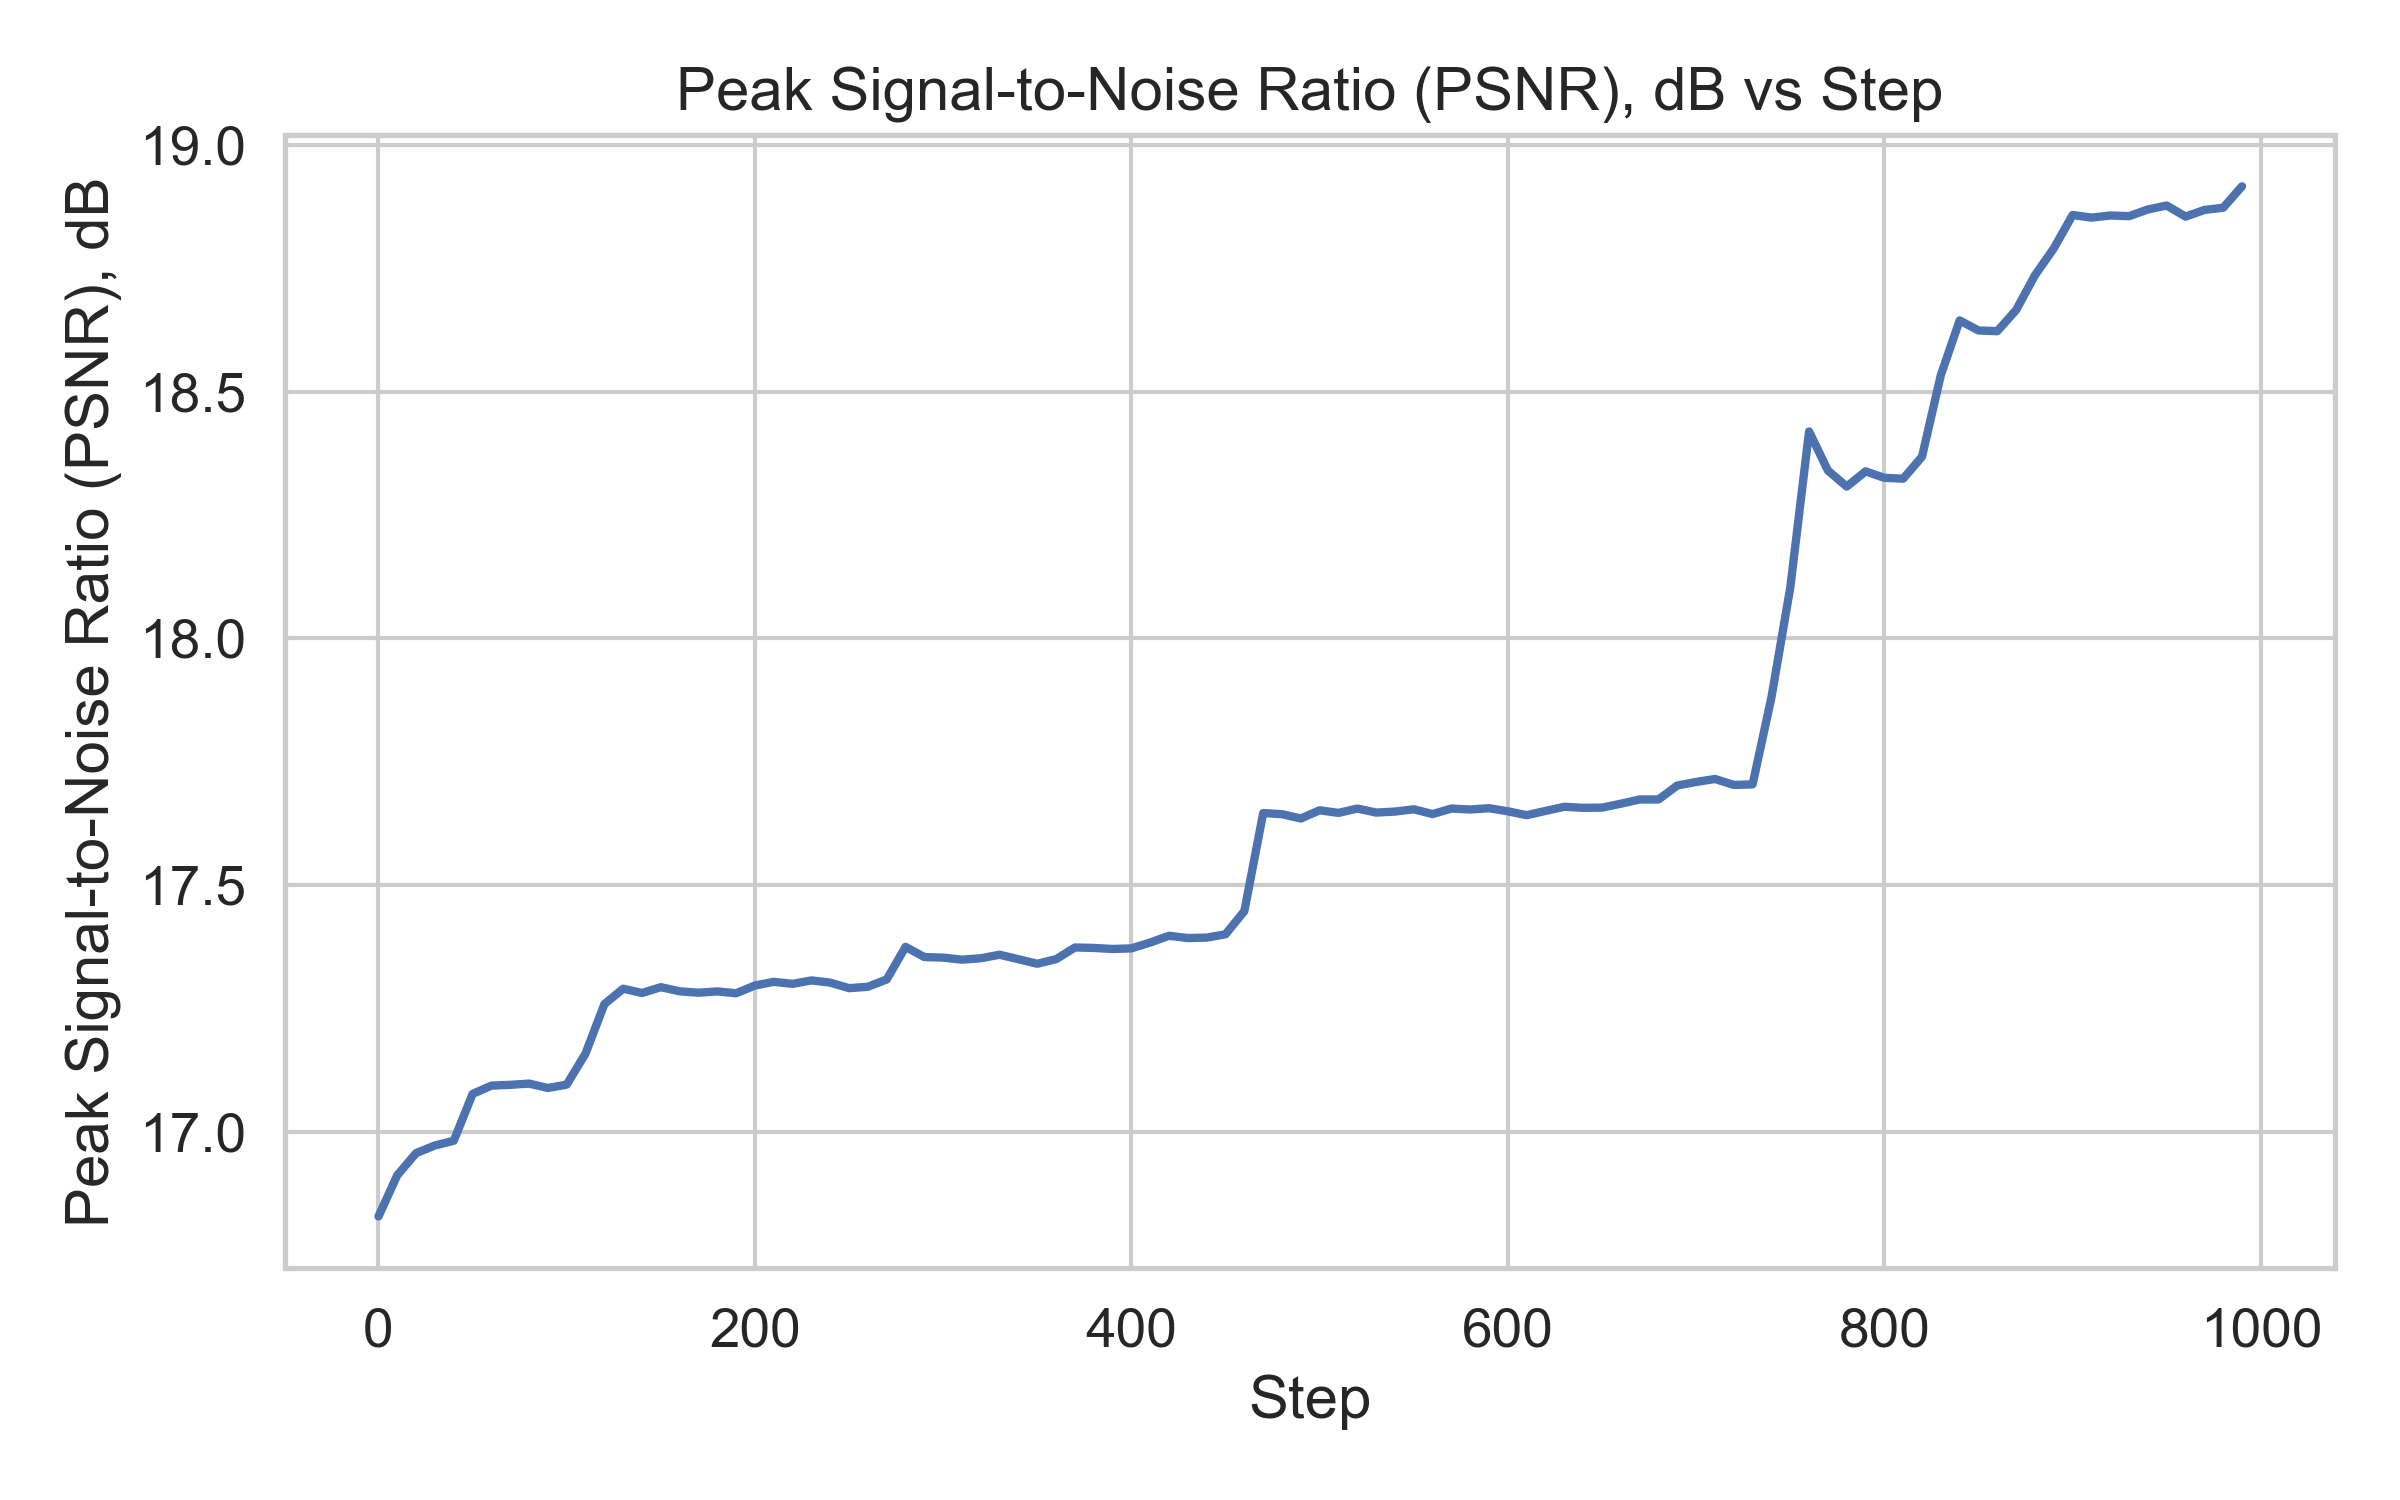 Peak Signal-to-Noise Ratio (PSNR), dB vs Step
Peak Signal-to-Noise Ratio (PSNR), dB
19.0
18.5
18.0
17.5
17.0
0 200 400 600 800 1000
Step